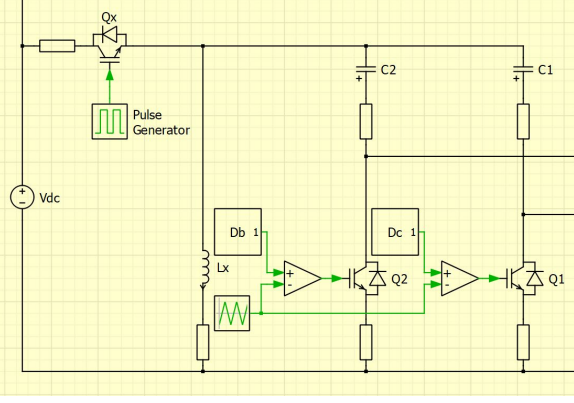 Qx
C2
C1
+
+
Pulse
Generator
+
−
Vdc
Db 1
Dc 1
Lx
+
-
Q2
+
-
Q1